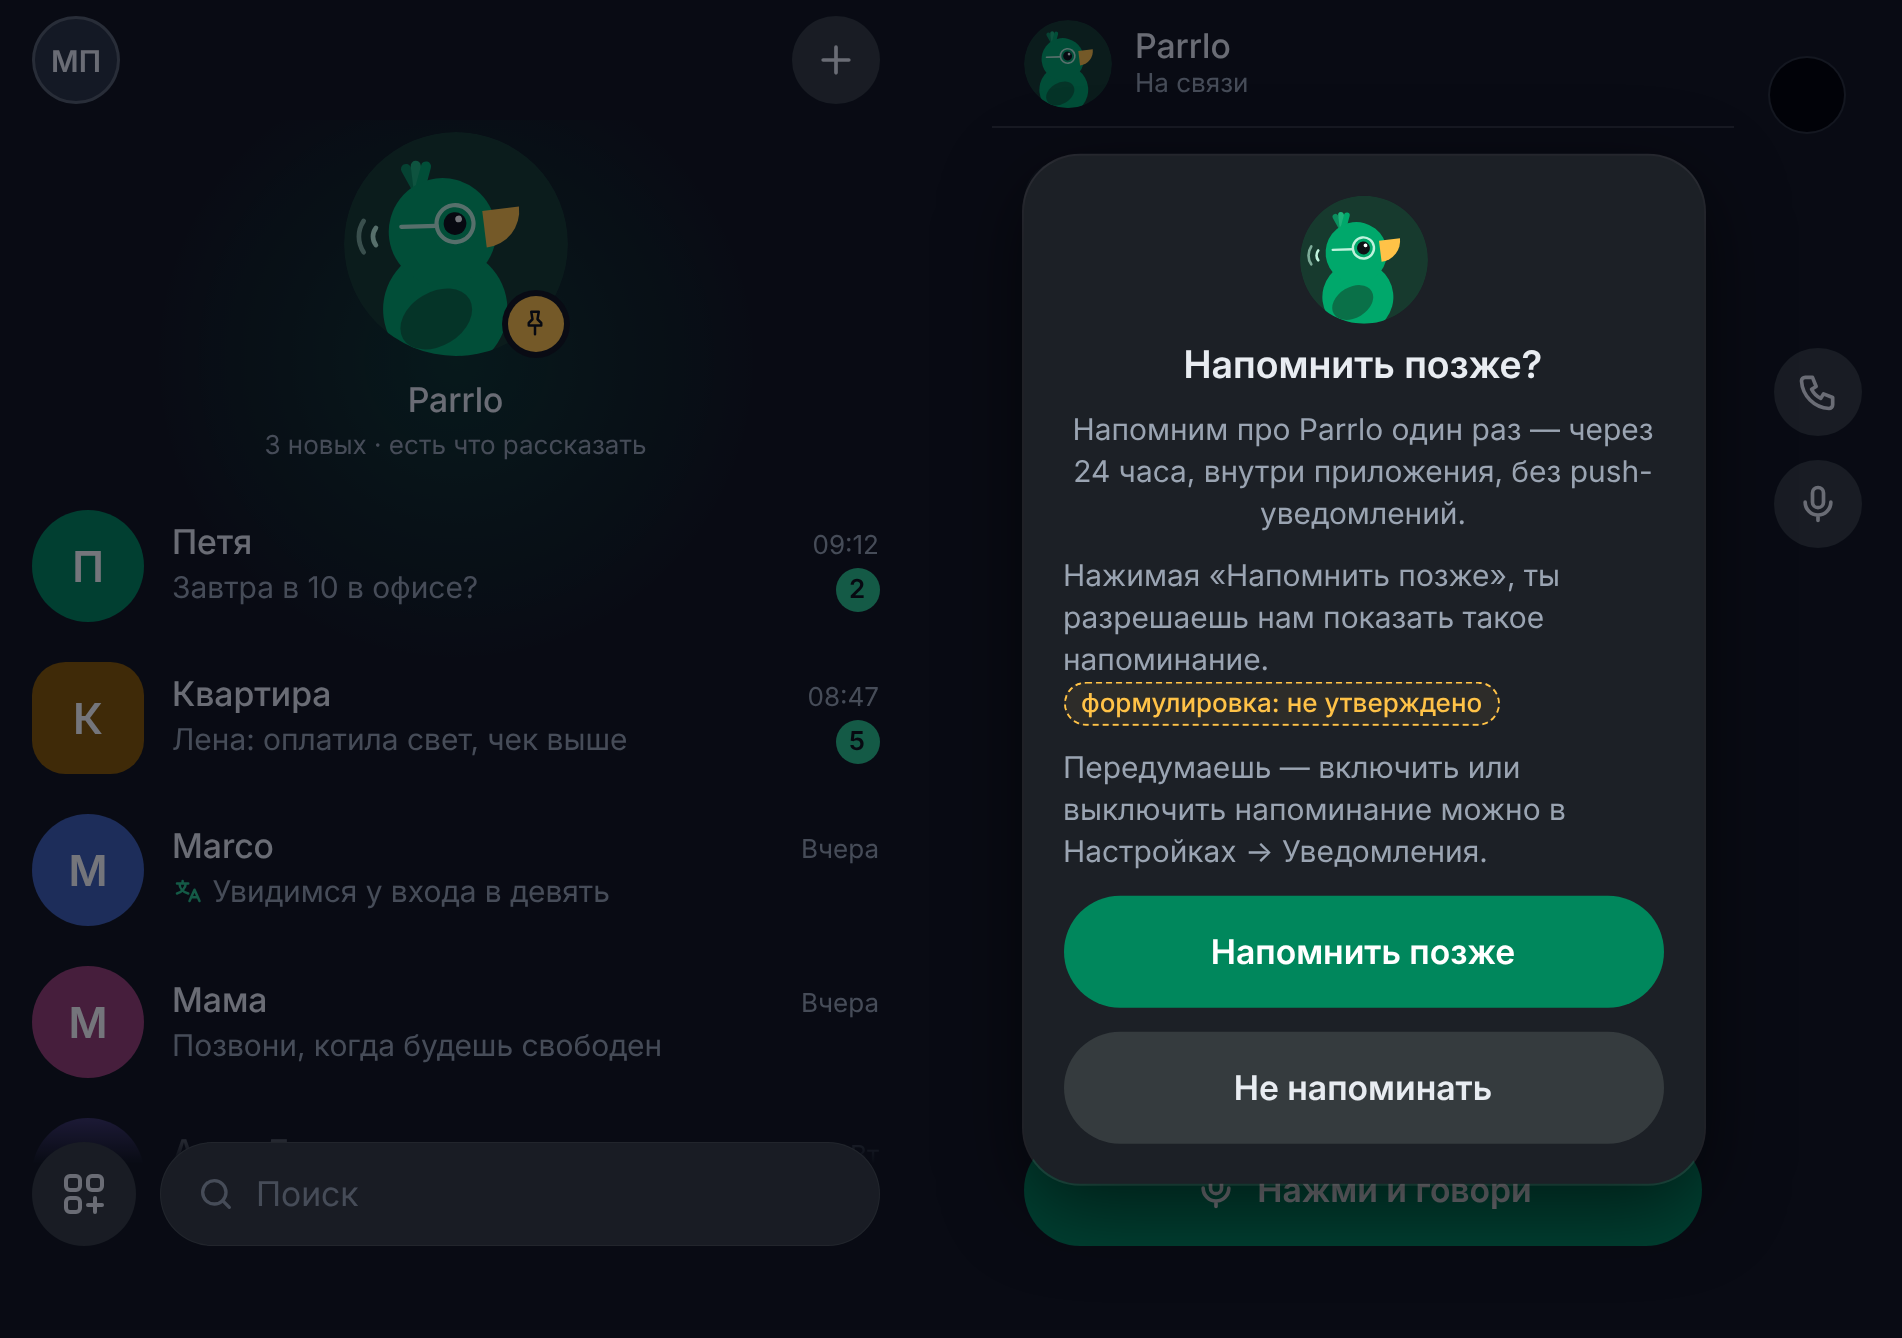 МП
Parrlo
3 новых · есть что рассказать
П
Петя
09:12
Завтра в 10 в офисе?
2
К
Квартира
08:47
Лена: оплатила свет, чек выше
5
M
Marco
Вчера
Увидимся у входа в девять
М
Мама
Вчера
Позвони, когда будешь свободен
Поиск
Parrlo
На связи
Напомнить позже?
Напомним про Parrlo один раз — через
24 часа, внутри приложения, без push-
уведомлений.
Нажимая «Напомнить позже», ты
разрешаешь нам показать такое
напоминание.
формулировка: не утверждено
Передумаешь — включить или
выключить напоминание можно в
Настройках → Уведомления.
Напомнить позже
Не напоминать
Нажми и говори